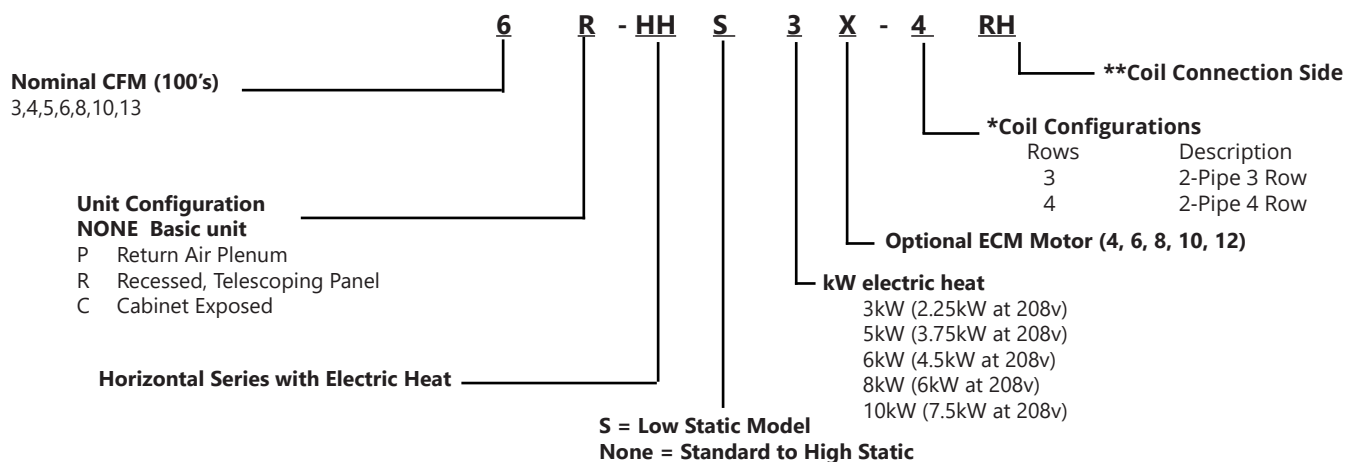 6 R - HH S 3 X - 4 RH
**Coil Connection Side
Nominal CFM (100’s)
3,4,5,6,8,10,13
*Coil Configurations
Rows Description
3 2-Pipe 3 Row
4 2-Pipe 4 Row
Unit Configuration
NONE Basic unit
P Return Air Plenum
R Recessed, Telescoping Panel
C Cabinet Exposed
Optional ECM Motor (4, 6, 8, 10, 12)
kW electric heat
3kW (2.25kW at 208v)
5kW (3.75kW at 208v)
6kW (4.5kW at 208v)
8kW (6kW at 208v)
10kW (7.5kW at 208v)
Horizontal Series with Electric Heat
S = Low Static Model
None = Standard to High Static